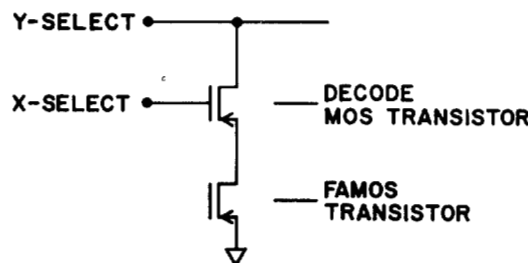 Y-SELECT
X-SELECT
DECODE
MOS TRANSISTOR
FAMOS
TRANSISTOR